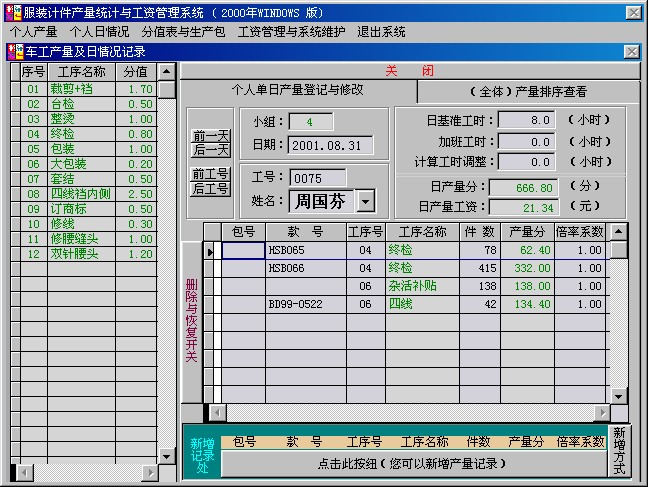 服装计件产量统计与工资管理系统 (2000年WINDOWS 版)
个人产量 个人日情况 分值表与生产包 工资管理与系统维护 退出系统
车工产量及日情况记录
序号 工序名称 分值
01 裁剪+裆 1.70
02 台检 0.50
03 整烫 1.00
04 终检 0.80
05 包装 1.00
06 大包装 0.20
07 套结 0.50
08 四线裆内侧 2.50
09 订商标 0.50
10 修线 0.30
11 修腰缝头 1.00
12 双针腰头 1.20
关 闭
个人单日产量登记与修改
(全体)产量排序查看
前一天
后一天
前工号
后工号
小组: 4
日期: 2001.08.31
工号: 0075
姓名: 周国芬
日基准工时: 8.0 (小时)
加班工时: 0.0 (小时)
计算工时调整: 0.0 (小时)
日产量分: 666.80 (分)
日产量工资: 21.34 (元)
删除与恢复开关
包号 款 号 工序号 工序名称 件 数 产量分 倍率系数
HSB065 04 终检 78 62.40 1.00
HSB066 04 终检 415 332.00 1.00
06 杂活补贴 138 138.00 1.00
BD99-0522 06 四线 42 134.40 1.00
新增记录处
包号 款 号 工序号 工序名称 件数 产量分 倍率系数
点击此按纽(您可以新增产量记录)
新增方式